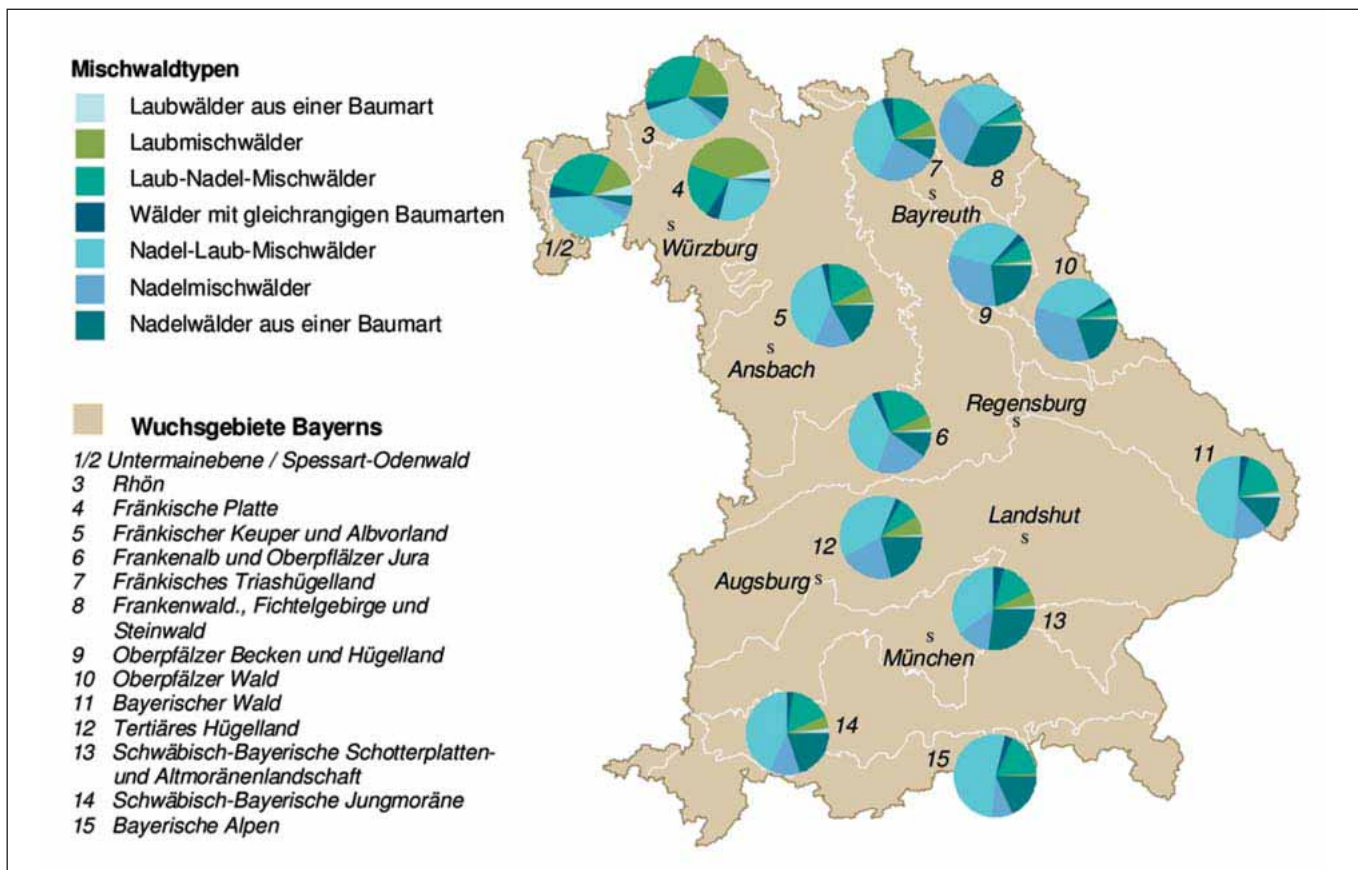 Mischwaldtypen
Laubwälder aus einer Baumart
Laubmischwälder
Laub-Nadel-Mischwälder
Wälder mit gleichrangigen Baumarten
Nadel-Laub-Mischwälder
Nadelmischwälder
Nadelwälder aus einer Baumart
Wuchsgebiete Bayerns
1/2 Untermainebene / Spessart-Odenwald
3 Rhön
4 Fränkische Platte
5 Fränkischer Keuper und Albvorland
6 Frankenalb und Oberpflälzer Jura
7 Fränkisches Triashügelland
8 Frankenwald., Fichtelgebirge und
Steinwald
9 Oberpfälzer Becken und Hügelland
10 Oberpfälzer Wald
11 Bayerischer Wald
12 Tertiäres Hügelland
13 Schwäbisch-Bayerische Schotterplatten-
und Altmoränenlandschaft
14 Schwäbisch-Bayerische Jungmoräne
15 Bayerische Alpen
3
7
s
8
Bayreuth
4
s
1/2
Würzburg
10
5
9
s
Ansbach
Regensburg
s
6
11
12
Landshut
s
Augsburg s
13
s
München
14
15